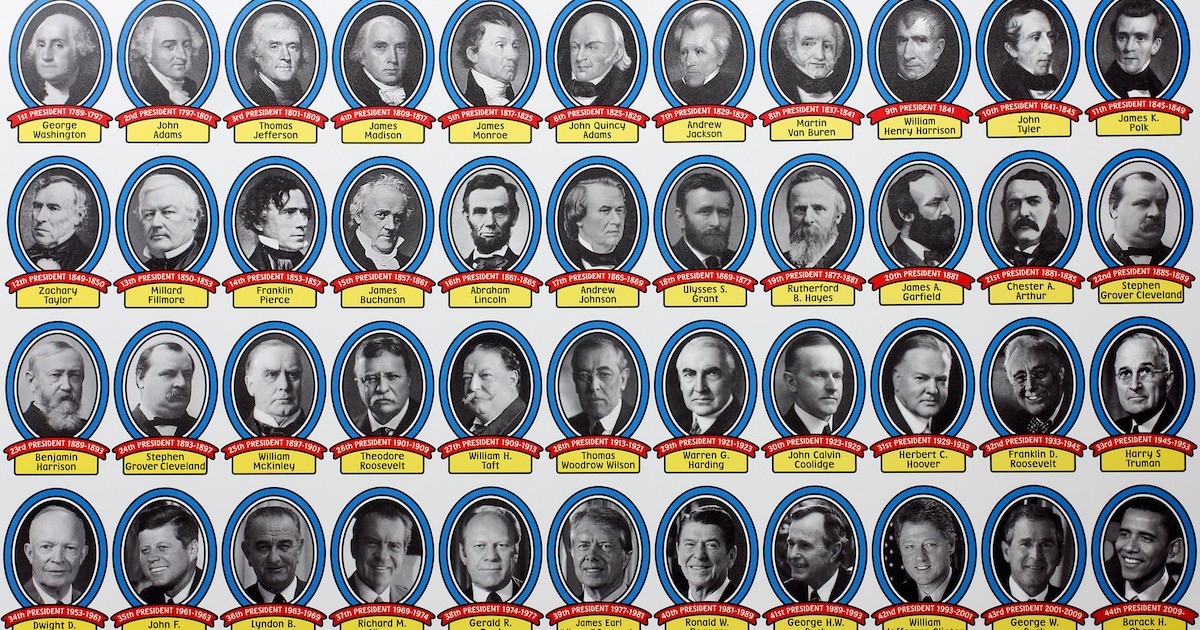 1st PRESIDENT 1789-1797
George
Washington
2nd PRESIDENT 1797-1801
John
Adams
3rd PRESIDENT 1801-1809
Thomas
Jefferson
4th PRESIDENT 1809-1817
James
Madison
5th PRESIDENT 1817-1825
James
Monroe
6th PRESIDENT 1825-1829
John Quincy
Adams
7th PRESIDENT 1829-1837
Andrew
Jackson
8th PRESIDENT 1837-1841
Martin
Van Buren
9th PRESIDENT 1841
William
Henry Harrison
10th PRESIDENT 1841-1845
John
Tyler
11th PRESIDENT 1845-1849
James K.
Polk
12th PRESIDENT 1849-1850
Zachary
Taylor
13th PRESIDENT 1850-1853
Millard
Fillmore
14th PRESIDENT 1853-1857
Franklin
Pierce
15th PRESIDENT 1857-1861
James
Buchanan
16th PRESIDENT 1861-1865
Abraham
Lincoln
17th PRESIDENT 1865-1869
Andrew
Johnson
18th PRESIDENT 1869-1877
Ulysses S.
Grant
19th PRESIDENT 1877-1881
Rutherford
B. Hayes
20th PRESIDENT 1881
James A.
Garfield
21st PRESIDENT 1881-1885
Chester A.
Arthur
22nd PRESIDENT 1885-1889
Stephen
Grover Cleveland
23rd PRESIDENT 1889-1893
Benjamin
Harrison
24th PRESIDENT 1893-1897
Stephen
Grover Cleveland
25th PRESIDENT 1897-1901
William
McKinley
26th PRESIDENT 1901-1909
Theodore
Roosevelt
27th PRESIDENT 1909-1913
William H.
Taft
28th PRESIDENT 1913-1921
Thomas
Woodrow Wilson
29th PRESIDENT 1921-1923
Warren G.
Harding
30th PRESIDENT 1923-1929
John Calvin
Coolidge
31st PRESIDENT 1929-1933
Herbert C.
Hoover
32nd PRESIDENT 1933-1945
Franklin D.
Roosevelt
33rd PRESIDENT 1945-1953
Harry S
Truman
34th PRESIDENT 1953-1961
Dwight D.
35th PRESIDENT 1961-1963
John F.
36th PRESIDENT 1963-1969
Lyndon B.
37th PRESIDENT 1969-1974
Richard M.
38th PRESIDENT 1974-1977
Gerald R.
39th PRESIDENT 1977-1981
James Earl
40th PRESIDENT 1981-1989
Ronald W.
41st PRESIDENT 1989-1993
George H.W.
42nd PRESIDENT 1993-2001
William
43rd PRESIDENT 2001-2009
George W.
44th PRESIDENT 2009-
Barack H.